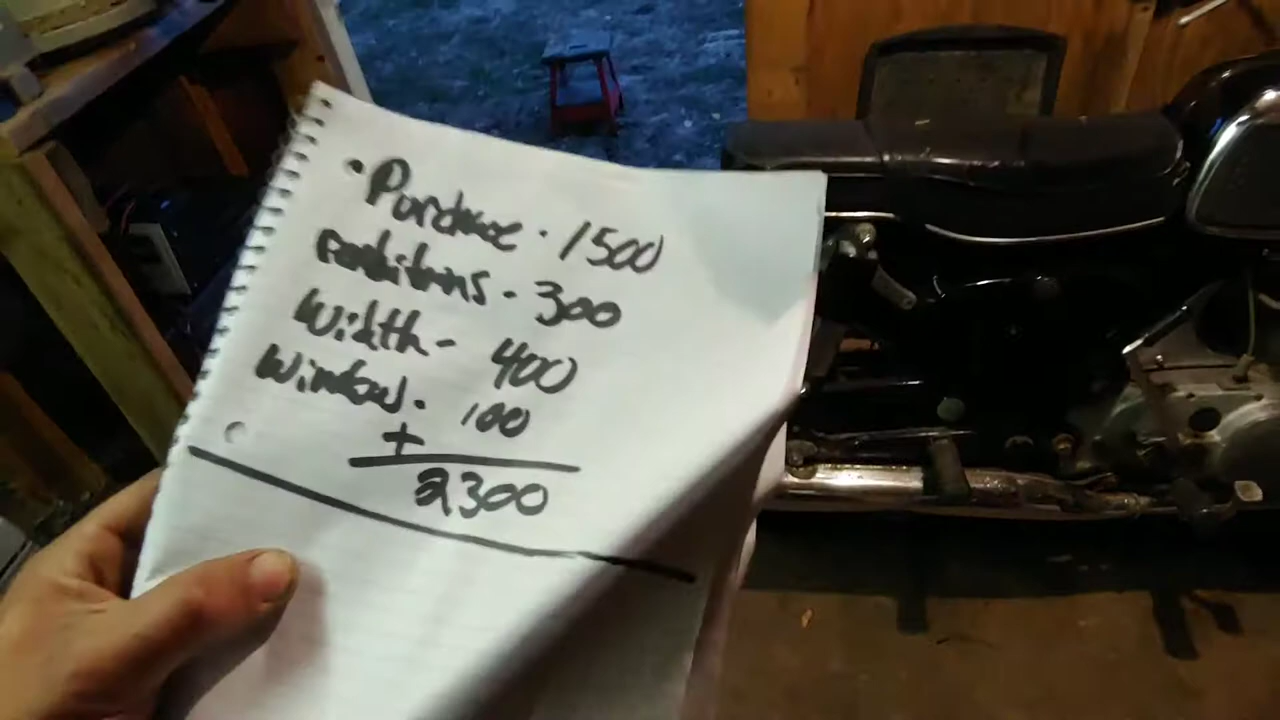 • Purchase - 1500
- 300
Width - 400
Window - 100
+
2300